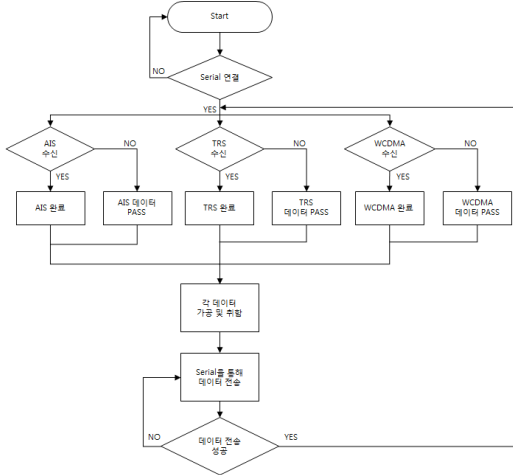 Start
Serial 연결
NO
YES
AIS
수신
NO
YES
TRS
수신
NO
YES
WCDMA
수신
NO
YES
AIS 완료
AIS 데이터
PASS
TRS 완료
TRS
데이터 PASS
WCDMA 완료
WCDMA
데이터 PASS
각 데이터
가공 및 취합
Serial을 통해
데이터 전송
데이터 전송
성공
NO
YES